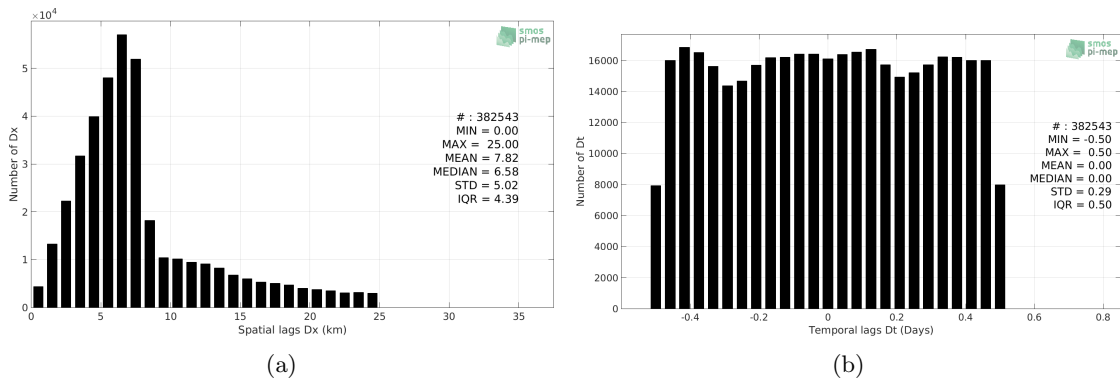 ×10⁴
smos
pi-mep
5
4
3
2
1
0
Number of Dx
# : 382543
MIN = 0.00
MAX = 25.00
MEAN = 7.82
MEDIAN = 6.58
STD = 5.02
IQR = 4.39
0 5 10 15 20 25 30 35
Spatial lags Dx (km)
(a)
smos
pi-mep
16000
14000
12000
10000
8000
6000
4000
2000
0
Number of Dt
# : 382543
MIN = -0.50
MAX = 0.50
MEAN = 0.00
MEDIAN = 0.00
STD = 0.29
IQR = 0.50
-0.4 -0.2 0 0.2 0.4 0.6 0.8
Temporal lags Dt (Days)
(b)